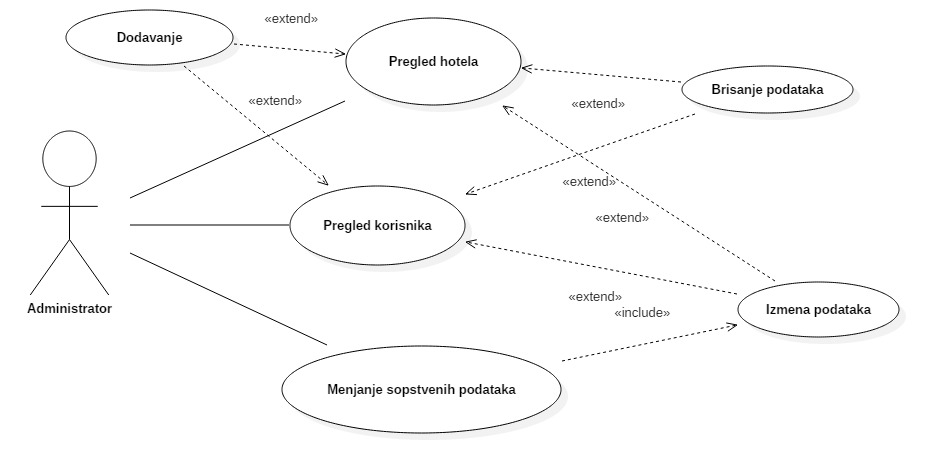 Dodavanje
«extend»
Pregled hotela
Brisanje podataka
«extend»
«extend»
«extend»
«extend»
Pregled korisnika
Administrator
«extend»
«include»
Izmena podataka
Menjanje sopstvenih podataka